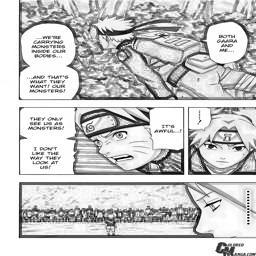 BOTH
GAARA
AND
ME...
WE'RE
CARRYING
MONSTERS
INSIDE
OUR
BODIES...
...AND THAT'S
WHAT THEY
WANT! OUR
MONSTERS!
IT'S
AWFUL...!
THEY ONLY
SEE US AS
MONSTERS!
I DON'T
LIKE THE
WAY THEY
LOOK AT
US!
COLORED
MANGA.COM